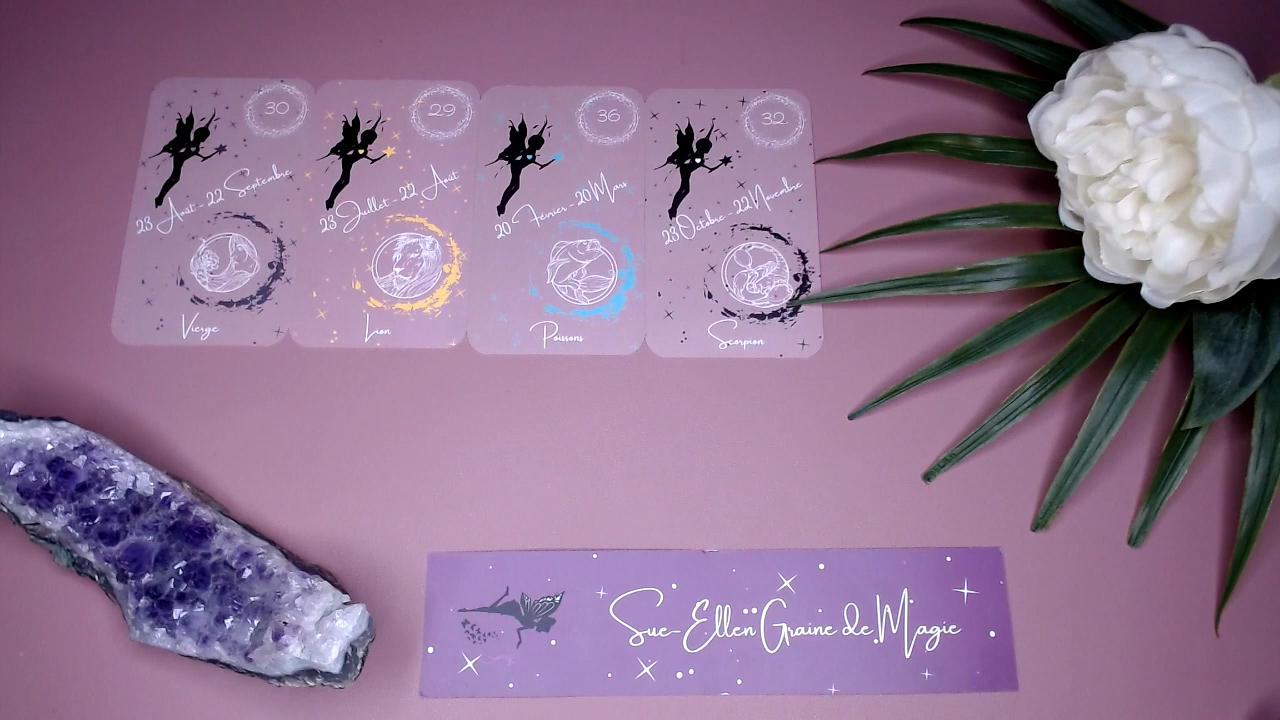 30
23 Août - 22 Septembre
Vierge
29
23 Juillet - 22 Août
Lion
36
20 Février - 20 Mars
Poissons
32
23 Octobre - 22 Novembre
Scorpion
Sue-Ellen Graine de Magie